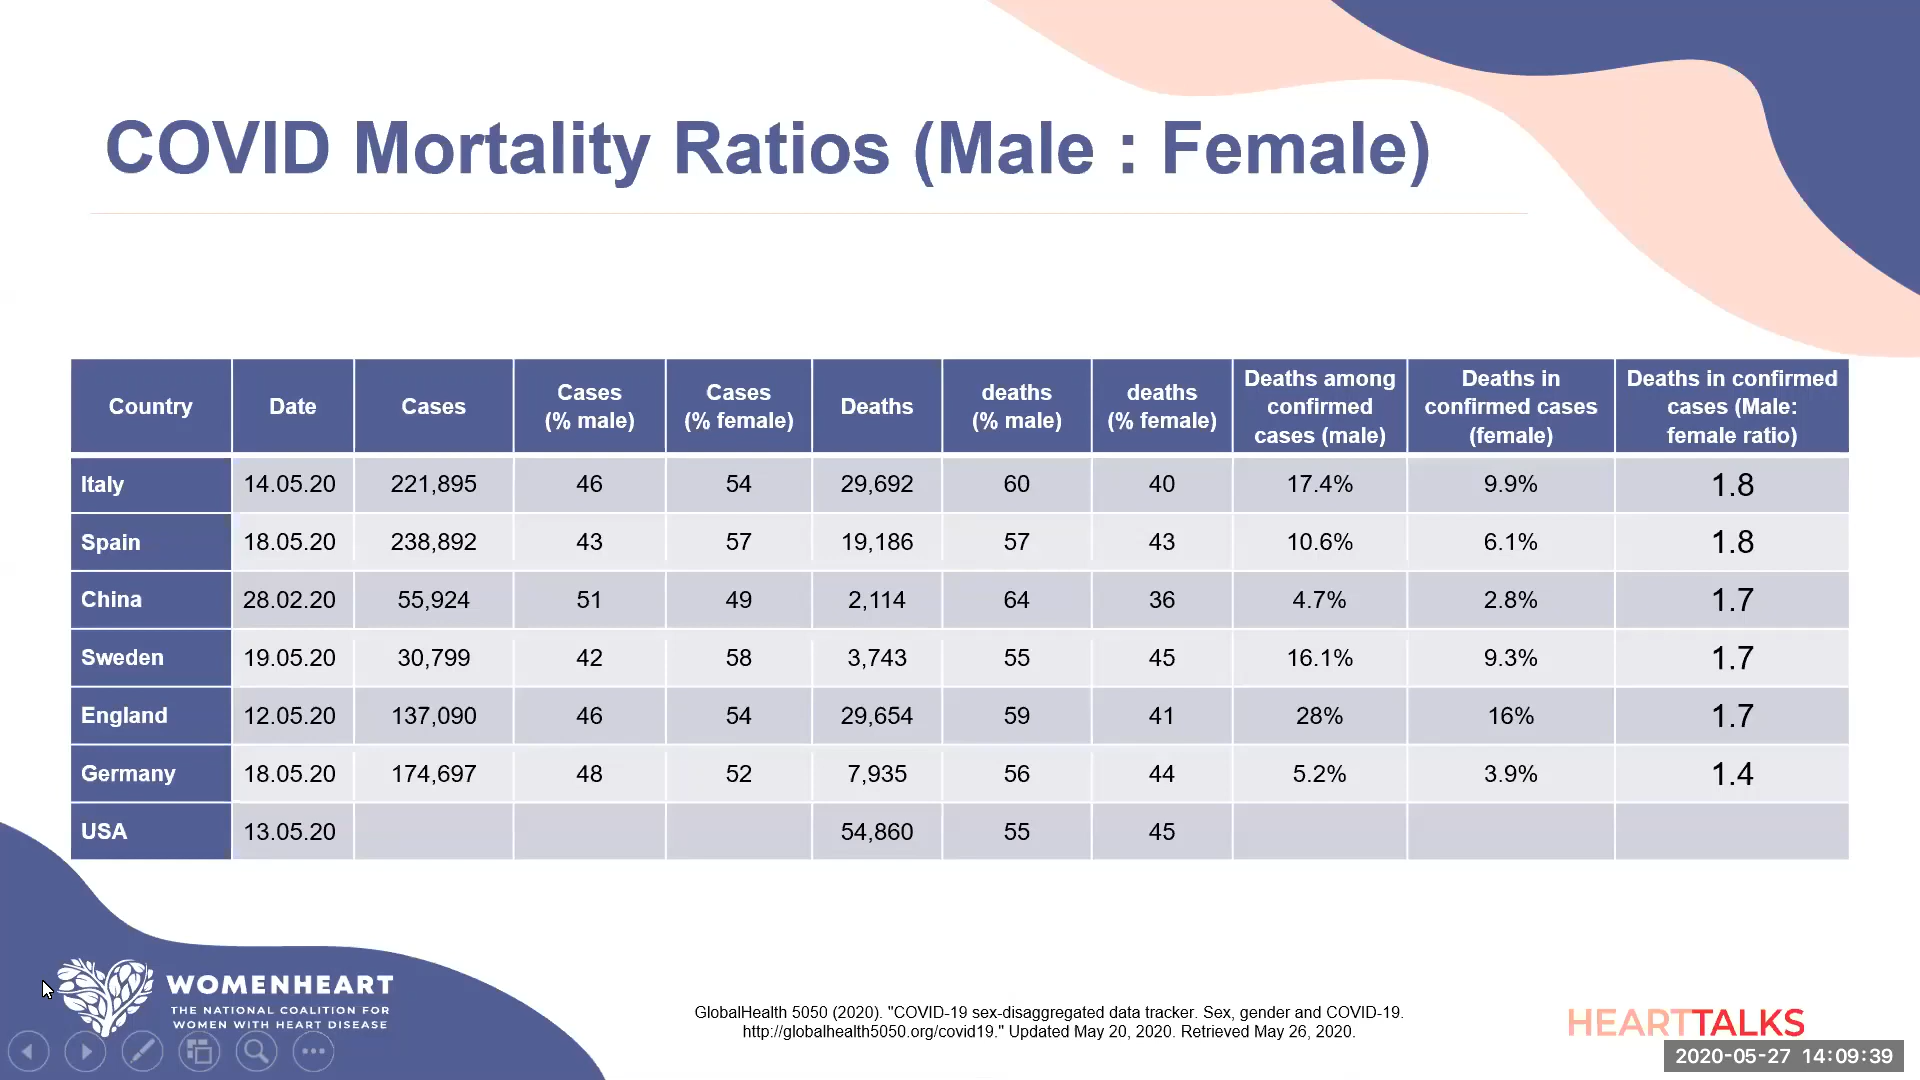 COVID Mortality Ratios (Male : Female)
Country Date Cases Cases (% male) Cases (% female) Deaths deaths (% male) deaths (% female) Deaths among confirmed cases (male) Deaths in confirmed cases (female) Deaths in confirmed cases (Male: female ratio)
Italy 14.05.20 221,895 46 54 29,692 60 40 17.4% 9.9% 1.8
Spain 18.05.20 238,892 43 57 19,186 57 43 10.6% 6.1% 1.8
China 28.02.20 55,924 51 49 2,114 64 36 4.7% 2.8% 1.7
Sweden 19.05.20 30,799 42 58 3,743 55 45 16.1% 9.3% 1.7
England 12.05.20 137,090 46 54 29,654 59 41 28% 16% 1.7
Germany 18.05.20 174,697 48 52 7,935 56 44 5.2% 3.9% 1.4
USA 13.05.20 54,860 55 45
WOMENHEART
THE NATIONAL COALITION FOR
WOMEN WITH HEART DISEASE
GlobalHealth 5050 (2020). "COVID-19 sex-disaggregated data tracker. Sex, gender and COVID-19.
http://globalhealth5050.org/covid19." Updated May 20, 2020. Retrieved May 26, 2020.
HEARTTALKS
2020-05-27 14:09:39